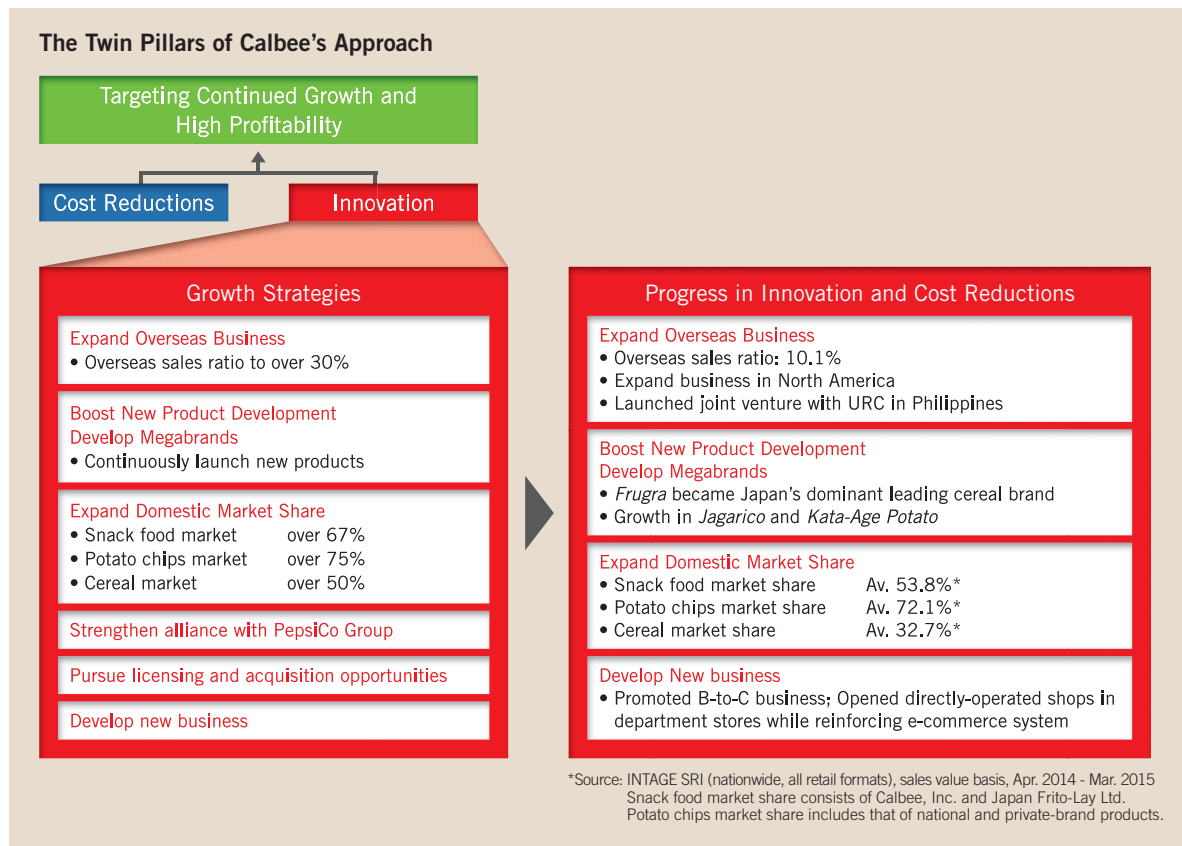 The Twin Pillars of Calbee's Approach
Targeting Continued Growth and
High Profitability
Cost Reductions
Innovation
Growth Strategies
Expand Overseas Business
• Overseas sales ratio to over 30%
Boost New Product Development
Develop Megabrands
• Continuously launch new products
Expand Domestic Market Share
• Snack food market over 67%
• Potato chips market over 75%
• Cereal market over 50%
Strengthen alliance with PepsiCo Group
Pursue licensing and acquisition opportunities
Develop new business
Progress in Innovation and Cost Reductions
Expand Overseas Business
• Overseas sales ratio: 10.1%
• Expand business in North America
• Launched joint venture with URC in Philippines
Boost New Product Development
Develop Megabrands
• Frugra became Japan's dominant leading cereal brand
• Growth in Jagarico and Kata-Age Potato
Expand Domestic Market Share
• Snack food market share Av. 53.8%*
• Potato chips market share Av. 72.1%*
• Cereal market share Av. 32.7%*
Develop New business
• Promoted B-to-C business; Opened directly-operated shops in
department stores while reinforcing e-commerce system
*Source: INTAGE SRI (nationwide, all retail formats), sales value basis, Apr. 2014 - Mar. 2015
Snack food market share consists of Calbee, Inc. and Japan Frito-Lay Ltd.
Potato chips market share includes that of national and private-brand products.